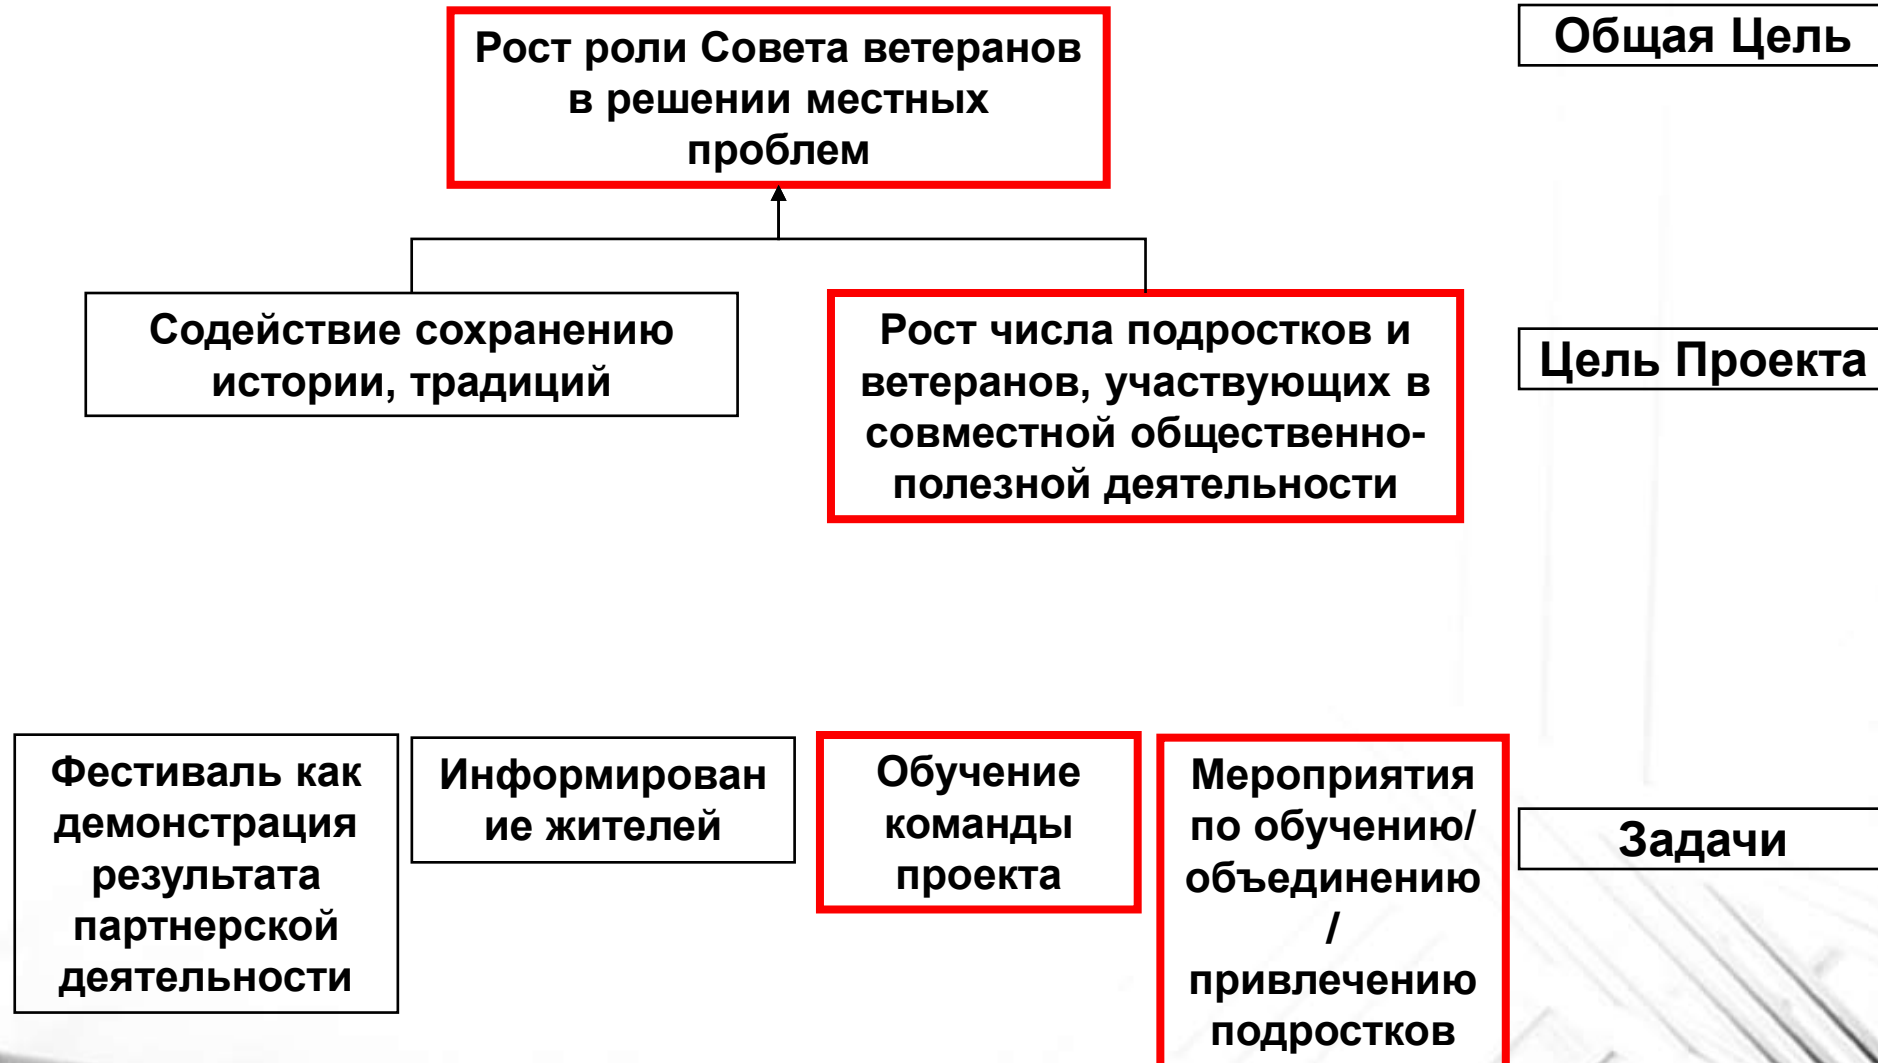 Рост роли Совета ветеранов
в решении местных
проблем
Общая Цель
Содействие сохранению
истории, традиций
Рост числа подростков и
ветеранов, участвующих в
совместной общественно-
полезной деятельности
Цель Проекта
Фестиваль как
демонстрация
результата
партнерской
деятельности
Информирован
ие жителей
Обучение
команды
проекта
Мероприятия
по обучению/
объединению
/
привлечению
подростков
Задачи